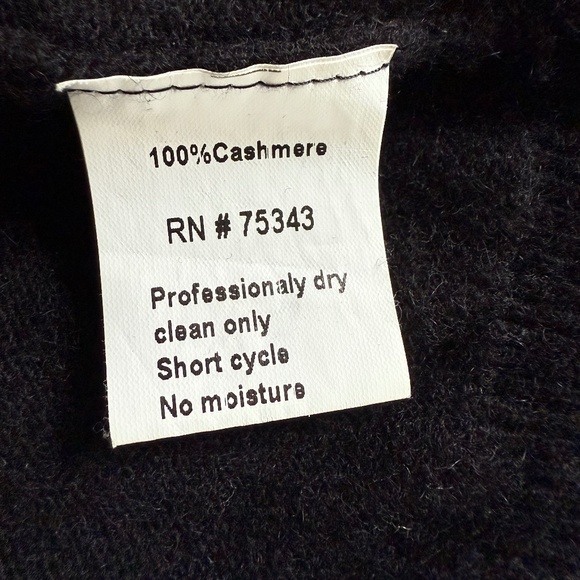 100%Cashmere
RN # 75343
Professionaly dry
clean only
Short cycle
No moisture